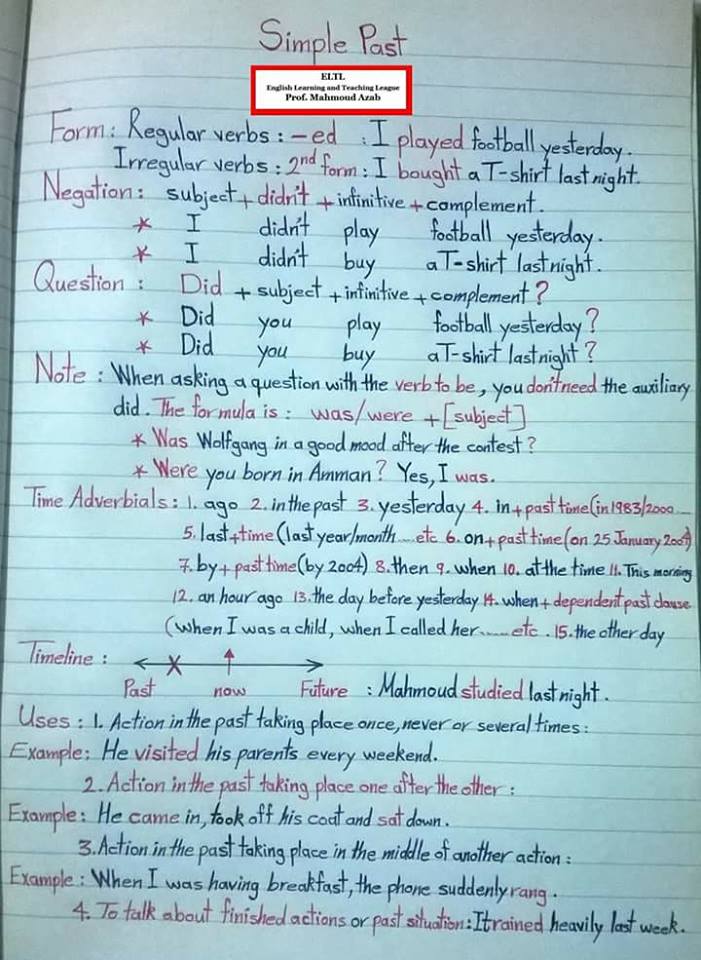 Simple Past
ELTL
English Learning and Teaching League
Prof. Mahmoud Azab
Form: Regular verbs: -ed : I played football yesterday.
Irregular verbs: 2nd form: I bought a T-shirt last night.
Negation: subject + didn't + infinitive + complement.
* I didn't play football yesterday.
* I didn't buy a T-shirt last night.
Question: Did + subject + infinitive + complement?
* Did you play football yesterday?
* Did you buy a T-shirt last night?
Note: When asking a question with the verb to be, you don't need the auxiliary
did. The formula is: was/were + [subject]
* Was Wolfgang in a good mood after the contest?
* Were you born in Amman? Yes, I was.
Time Adverbials: 1. ago 2. in the past 3. yesterday 4. in + past time (in 1983/2000 ....
5. last + time (last year/month .... etc 6. on + past time (on 25 January 2009)
7. by + past time (by 2004) 8. then 9. when 10. at the time 11. This morning
12. an hour ago 13. the day before yesterday 14. when + dependent past clause
(when I was a child, when I called her ...... etc. 15. the other day
Timeline:
Past now Future : Mahmoud studied last night.
Uses: 1. Action in the past taking place once, never or several times:
Example: He visited his parents every weekend.
2. Action in the past taking place one after the other:
Example: He came in, took off his coat and sat down.
3. Action in the past taking place in the middle of another action:
Example: When I was having breakfast, the phone suddenly rang.
4. To talk about finished actions or past situation: It rained heavily last week.